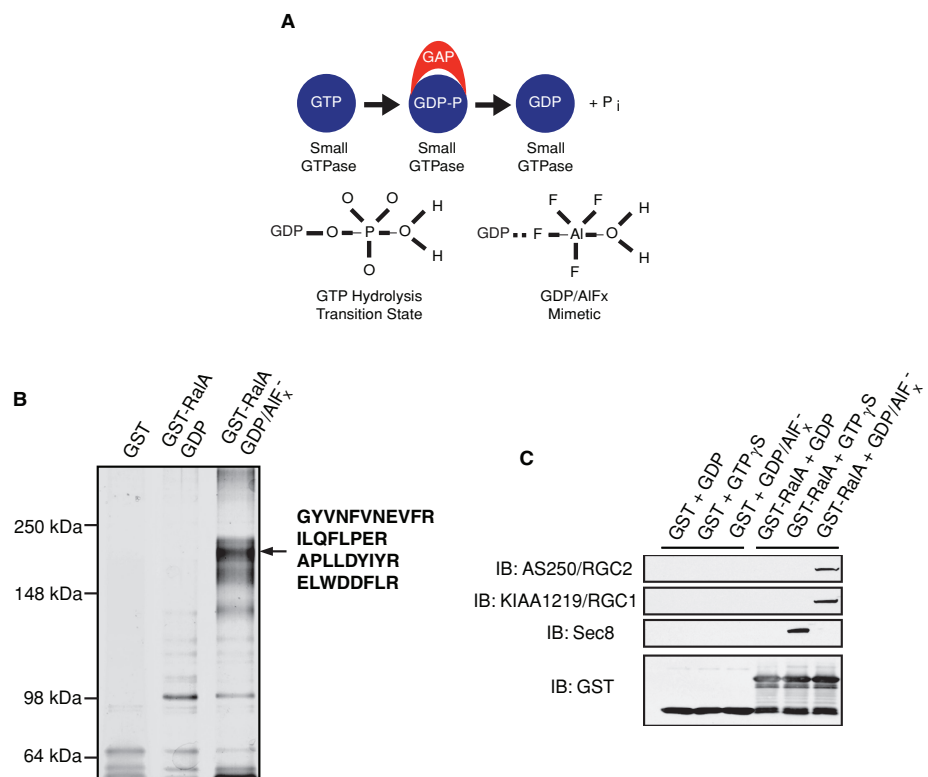 A
GAP
GTP
GDP-P
GDP
+ P i
Small
GTPase
Small
GTPase
Small
GTPase
O O H
GDP O P O
O H
F F H
GDP F Al O
F H
GTP Hydrolysis
Transition State
GDP/AlFx
Mimetic
B
GST
GST-RalA
GDP
GST-RalA
GDP/AlFx-
250 kDa
148 kDa
98 kDa
64 kDa
GYVNFVNEVFR
ILQFLPER
APLLDYIYR
ELWDDFLR
C
GST + GDP
GST + GTPγS
GST + GDP/AlFx-
GST-RalA + GDP
GST-RalA + GTPγS
GST-RalA + GDP/AlFx-
IB: AS250/RGC2
IB: KIAA1219/RGC1
IB: Sec8
IB: GST